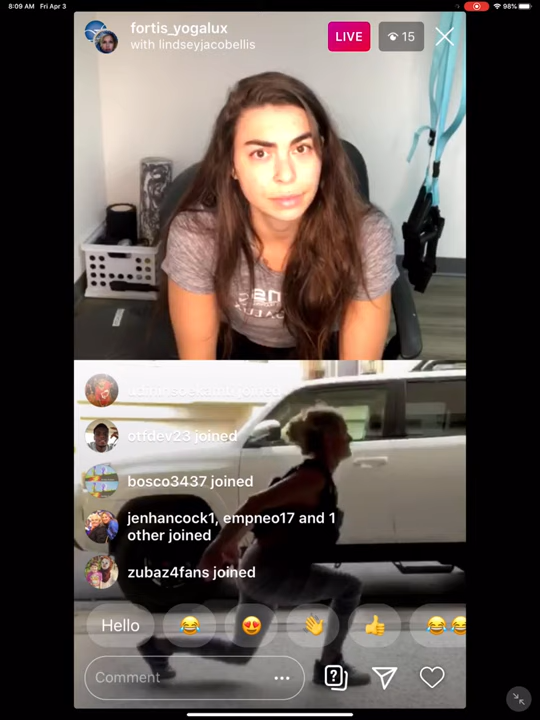 8:09 AM Fri Apr 3
98%
fortis_yogalux
with lindseyjacobellis
LIVE
15
joined
otfdev23 joined
bosco3437 joined
jenhancock1, empneo17 and 1
other joined
zubaz4fans joined
Hello
Comment